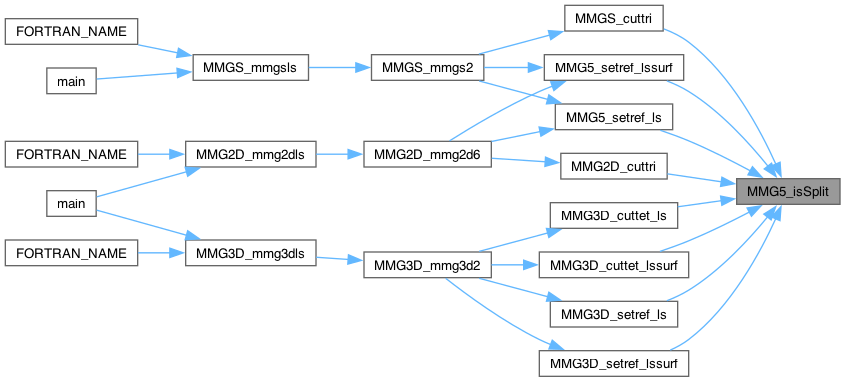 MMGS_cuttri
FORTRAN_NAME
MMGS_mmgsls
MMGS_mmgs2
MMG5_setref_lssurf
main
MMG5_setref_ls
FORTRAN_NAME
MMG2D_mmg2dls
MMG2D_mmg2d6
MMG2D_cuttri
MMG5_isSplit
main
MMG3D_cuttet_ls
FORTRAN_NAME
MMG3D_mmg3dls
MMG3D_mmg3d2
MMG3D_cuttet_lssurf
MMG3D_setref_ls
MMG3D_setref_lssurf